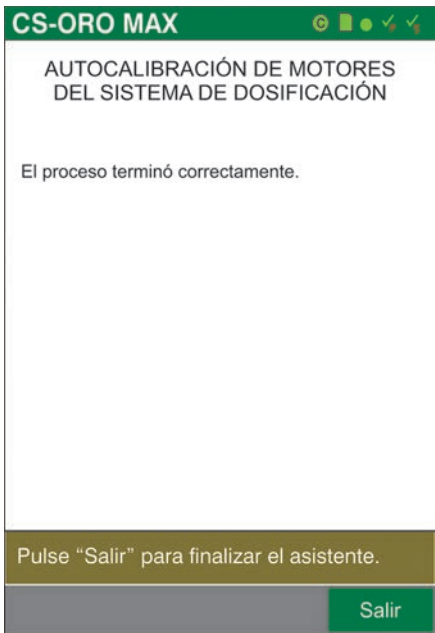 CS-ORO MAX
AUTOCALIBRACIÓN DE MOTORES
DEL SISTEMA DE DOSIFICACIÓN
El proceso terminó correctamente.
Pulse “Salir” para finalizar el asistente.
Salir